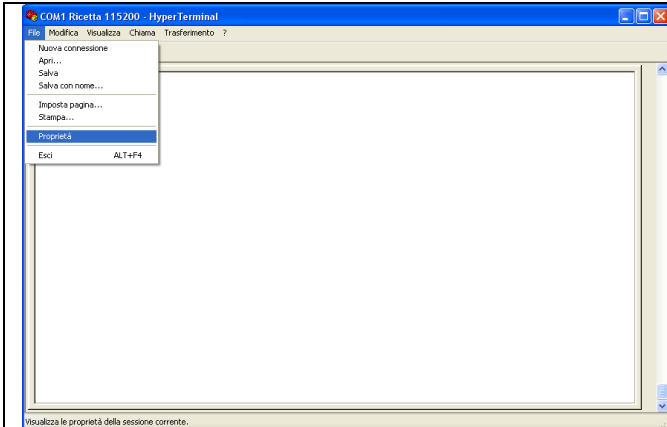 COM1 Ricetta 115200 - HyperTerminal
File Modifica Visualizza Chiama Trasferimento ?
Nuova connessione
Apri...
Salva
Salva con nome...
Imposta pagina...
Stampa...
Proprietà
Esci ALT+F4
Visualizza le proprietà della sessione corrente.